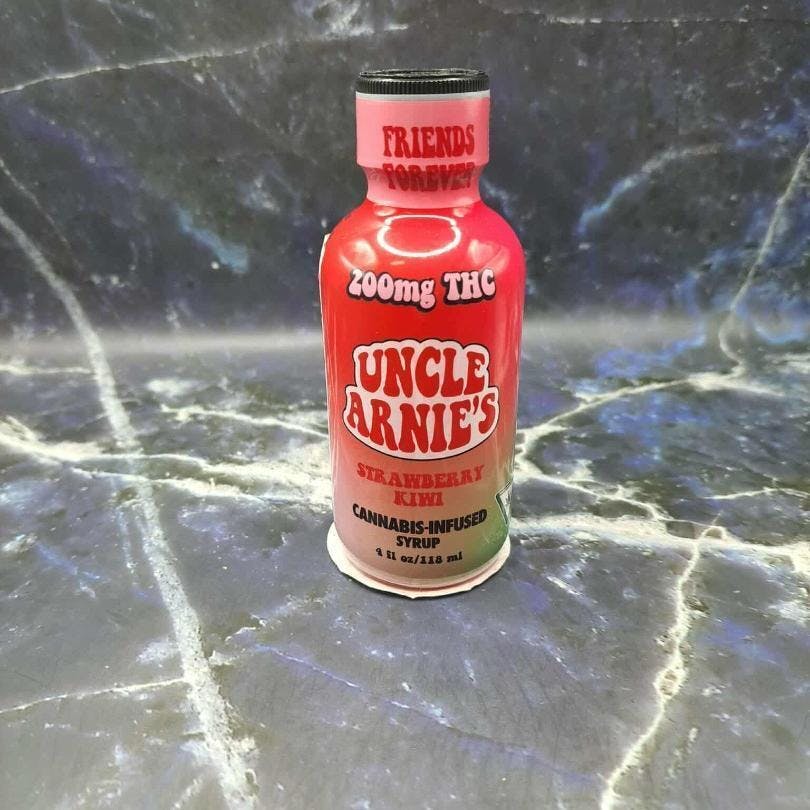 FRIENDS
FOREVER
200mg THC
UNCLE
ARNIE'S
STRAWBERRY
KIWI
CANNABIS-INFUSED
SYRUP
4 fl oz/118 ml